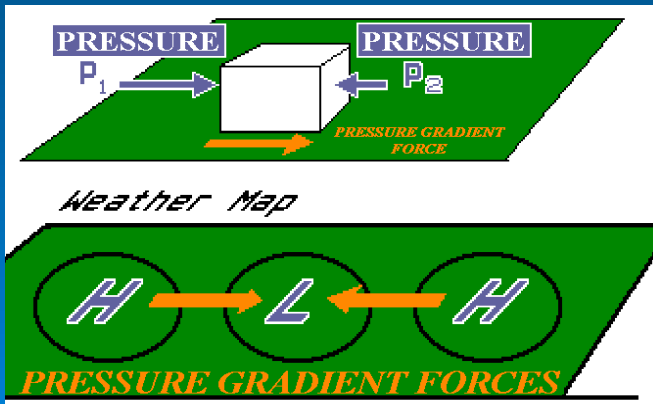 PRESSURE PRESSURE
P₁ P₂
PRESSURE GRADIENT
FORCE
Weather Map
H L H
PRESSURE GRADIENT FORCES